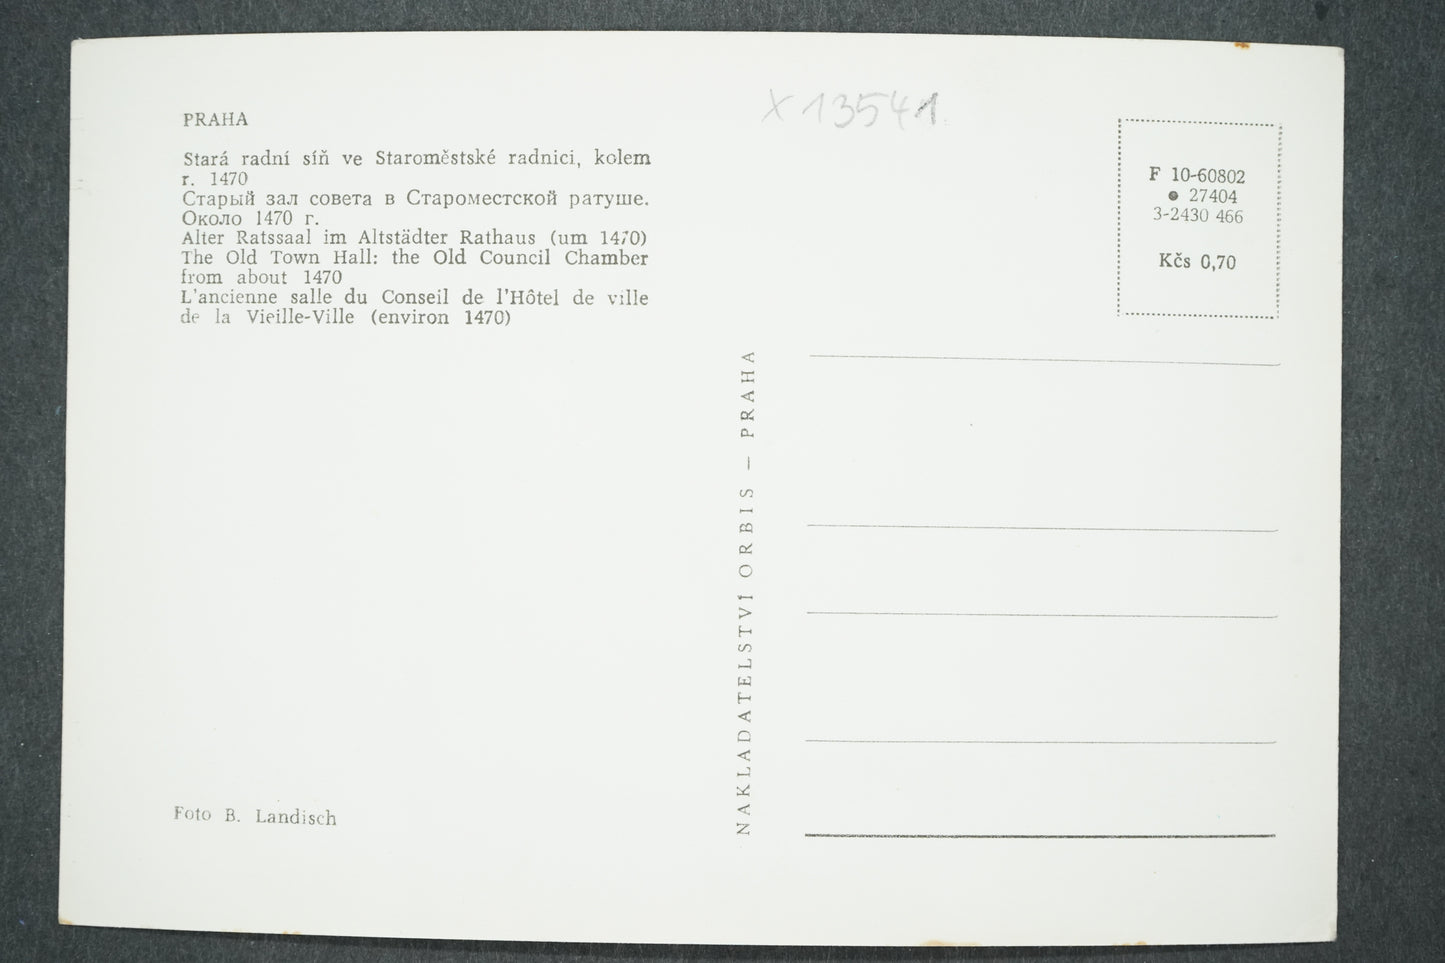 PRAHA
Stará radní síň ve Staroměstské radnici, kolem
r. 1470
Старый зал совета в Староместской ратуше.
Около 1470 г.
Alter Ratssaal im Altstädter Rathaus (um 1470)
The Old Town Hall: the Old Council Chamber
from about 1470
L'ancienne salle du Conseil de l'Hôtel de ville
de la Vieille-Ville (environ 1470)
Foto B. Landisch
NAKLADATELSTVÍ ORBIS – PRAHA
X 13541
F 10-60802
● 27404
3-2430 466
Kčs 0,70